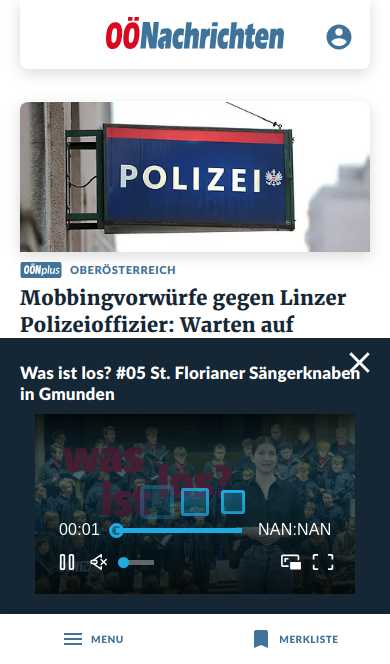 OÖNachrichten
POLIZEI
OÖNplus OBERÖSTERREICH
Mobbingvorwürfe gegen Linzer
Polizeioffizier: Warten auf
Was ist los? #05 St. Florianer Sängerknaben
in Gmunden
was
ist los?
00:01 NAN:NAN
MENU MERKLISTE